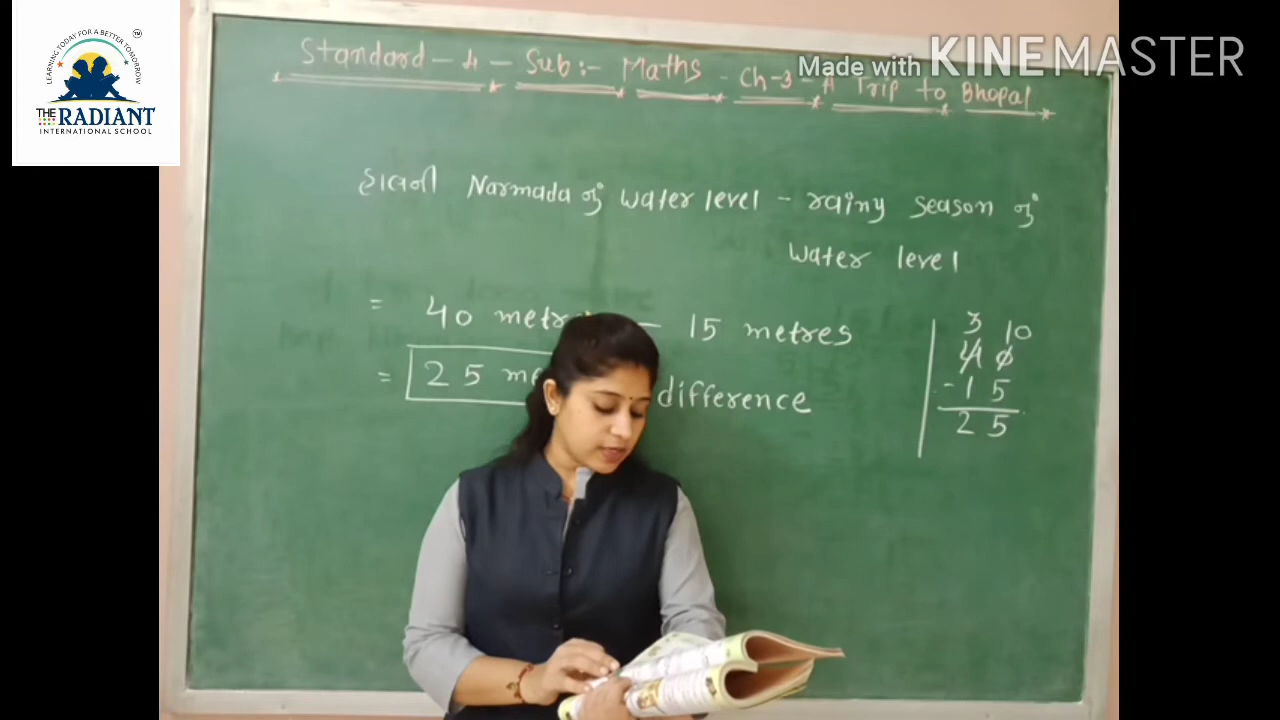 LEARNING TODAY FOR A BETTER TOMORROW
TM
THE RADIANT
INTERNATIONAL SCHOOL
Made with KINEMASTER
Standard - 4 - Sub:- Maths - Ch-3 - A Trip to Bhopal
હાલની Narmada નું water level - rainy season નું
water level
= 40 metr — 15 metres
= 25 me difference
3 10
4 0
- 1 5
2 5